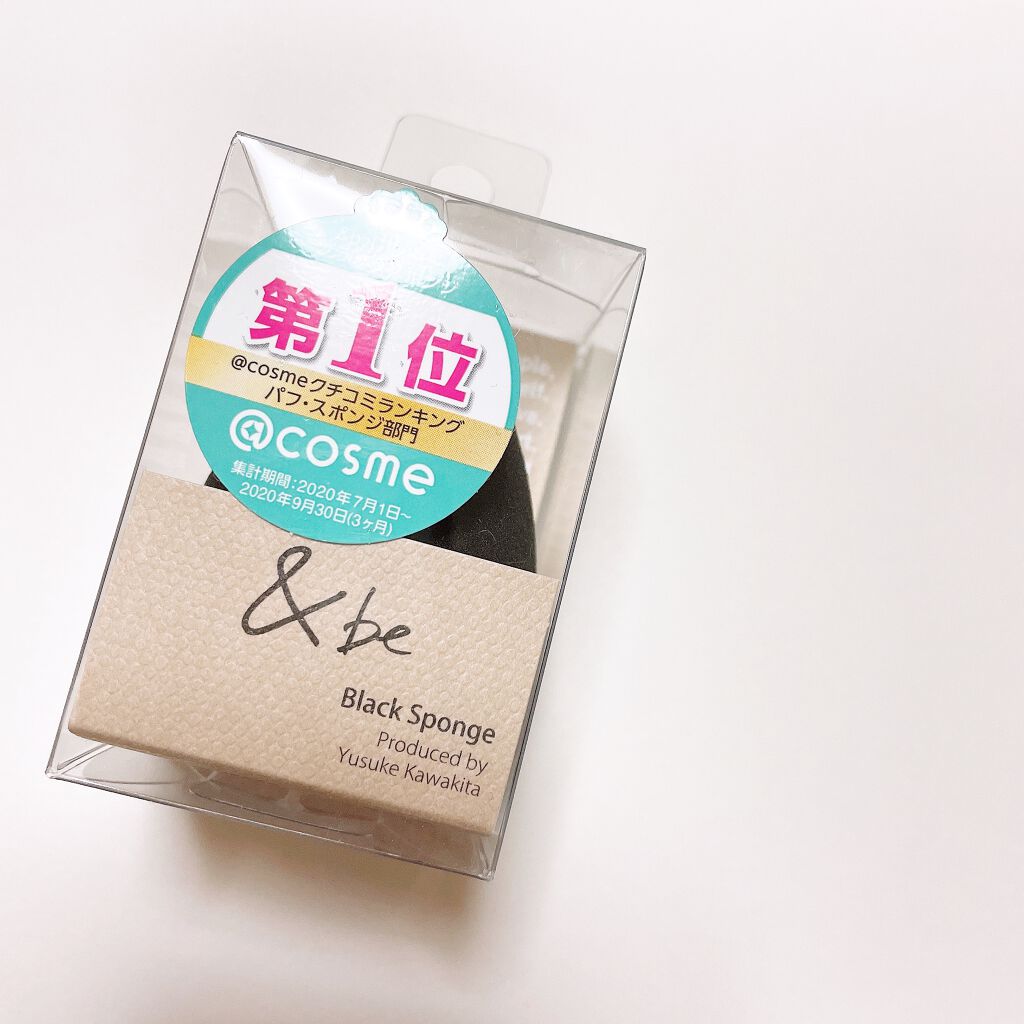 第1位
@cosmeクチコミランキング
パフ・スポンジ部門
@cosme
集計期間:2020年7月1日~
2020年9月30日(3ヶ月)
&be
Black Sponge
Produced by
Yusuke Kawakita